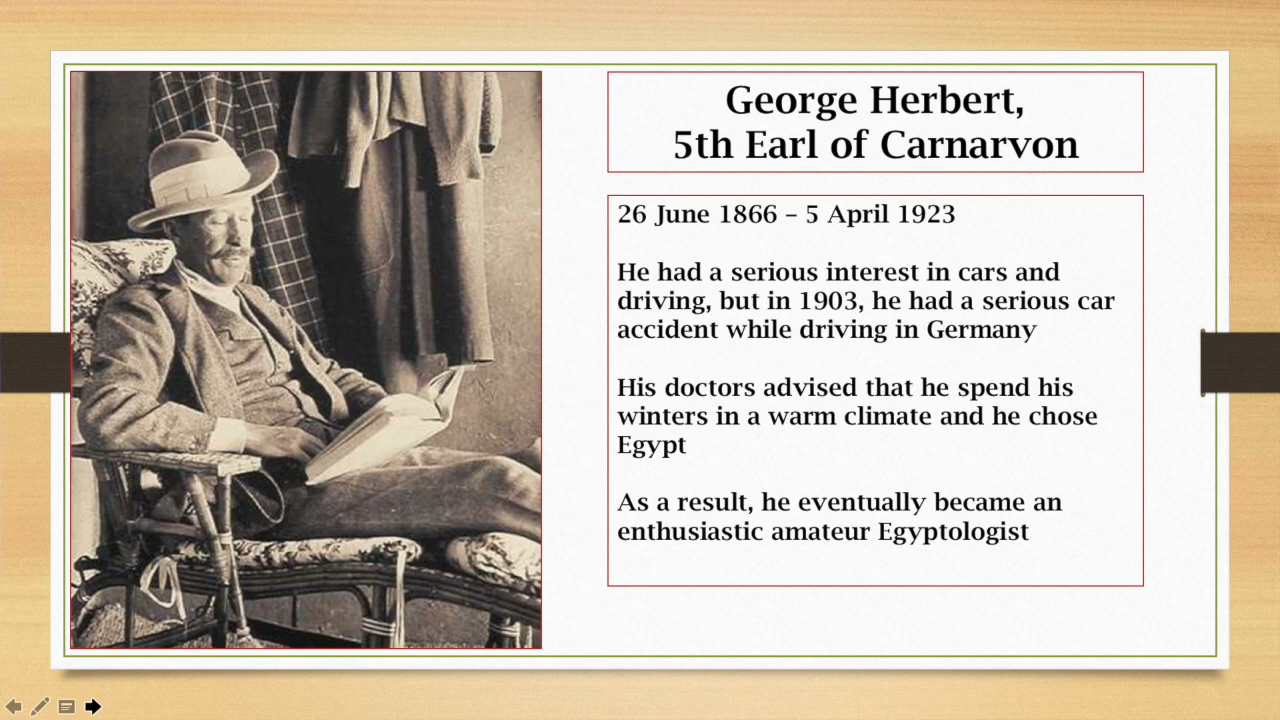 George Herbert,
5th Earl of Carnarvon
26 June 1866 – 5 April 1923
He had a serious interest in cars and
driving, but in 1903, he had a serious car
accident while driving in Germany
His doctors advised that he spend his
winters in a warm climate and he chose
Egypt
As a result, he eventually became an
enthusiastic amateur Egyptologist